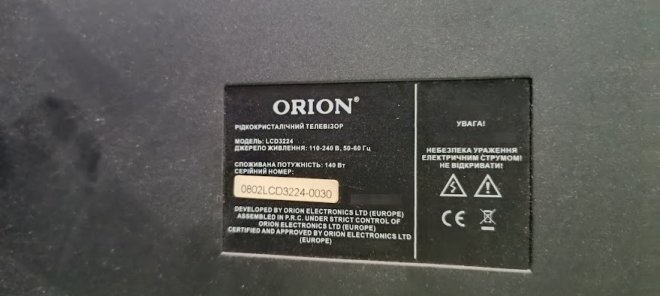 ORION®
РІДКОКРИСТАЛІЧНИЙ ТЕЛЕВІЗОР
МОДЕЛЬ: LCD3224
ДЖЕРЕЛО ЖИВЛЕННЯ: 110-240 В, 50-60 Гц
СПОЖИВАНА ПОТУЖНІСТЬ: 140 Вт
СЕРІЙНИЙ НОМЕР:
0802LCD3224-0030
DEVELOPED BY ORION ELECTRONICS LTD (EUROPE)
ASSEMBLED IN P.R.C. UNDER STRICT CONTROL OF
ORION ELECTRONICS LTD (EUROPE)
CERTIFIED AND APPROVED BY ORION ELECTRONICS LTD
(EUROPE)
УВАГА!
НЕБЕЗПЕКА УРАЖЕННЯ
ЕЛЕКТРИЧНИМ СТРУМОМ!
НЕ ВІДКРИВАТИ!
CE